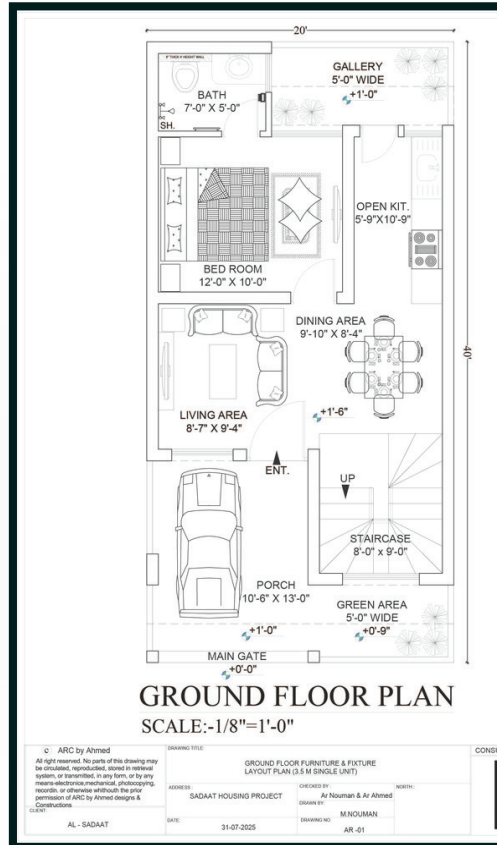 20'
6" THICK 4' HEIGHT WALL
GALLERY
5'-0" WIDE
+1'-0"
BATH
7'-0" X 5'-0"
SH.
OPEN KIT.
5'-9"X10'-9"
BED ROOM
12'-0" X 10'-0"
DINING AREA
9'-10" X 8'-4"
40'
LIVING AREA
8'-7" X 9'-4"
+1'-6"
ENT.
UP
STAIRCASE
8'-0" x 9'-0"
PORCH
10'-6" X 13'-0"
GREEN AREA
5'-0" WIDE
+1'-0"
+0'-9"
MAIN GATE
+0'-0"
GROUND FLOOR PLAN
SCALE:-1/8"=1'-0"
© ARC by Ahmed
All right reserved. No parts of this drawing may
be circulated, reproductied, stored in retrieval
system, or transmitted, in any form, or by any
means-electronice,mechanical, photocopying,
recordin, or otherwise whithouth the prior
permission of ARC by Ahmed designs &
Constructions
CLIENT:
AL - SADAAT
DRAWING TITLE:
GROUND FLOOR FURNITURE & FIXTURE
LAYOUT PLAN (3.5 M SINGLE UNIT)
ADDRESS:
SADAAT HOUSING PROJECT
CHECKED BY:
Ar Nouman & Ar Ahmed
NORTH:
DATE:
31-07-2025
DRAWN BY:
M.NOUMAN
DRAWING NO:
AR -01